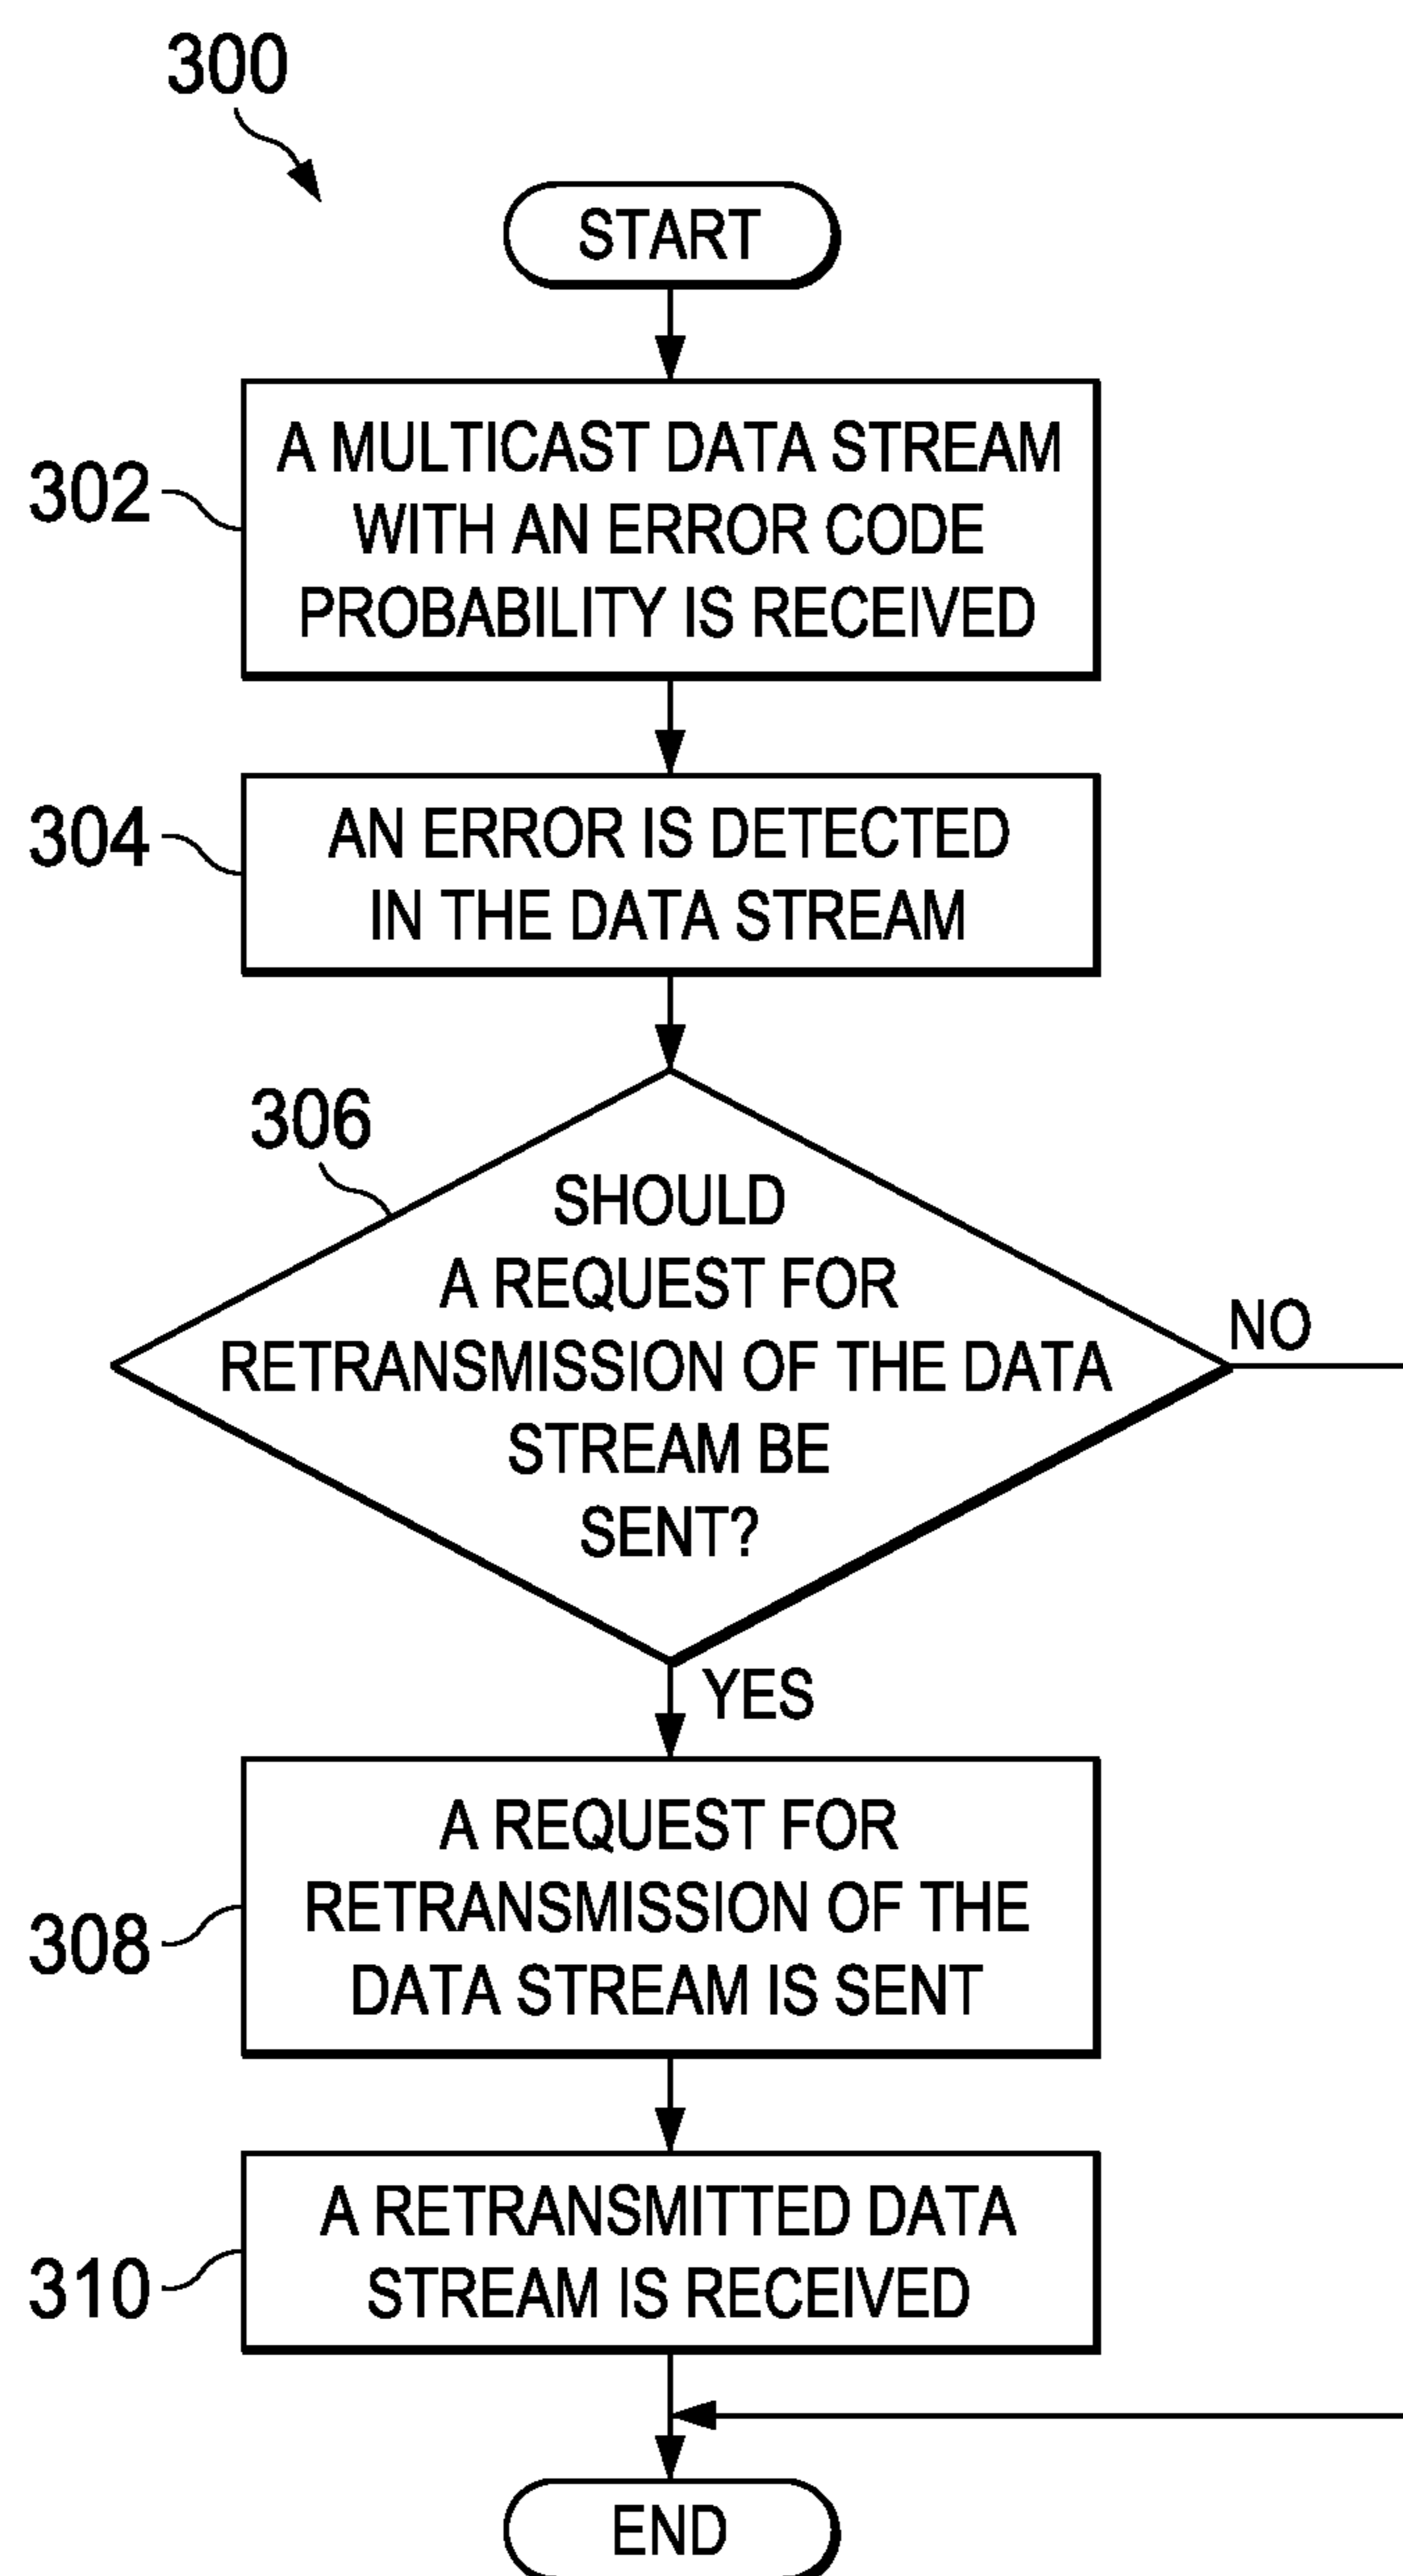 300
START
302
A MULTICAST DATA STREAM
WITH AN ERROR CODE
PROBABILITY IS RECEIVED
304
AN ERROR IS DETECTED
IN THE DATA STREAM
306
SHOULD
A REQUEST FOR
RETRANSMISSION OF THE DATA
STREAM BE
SENT?
NO
YES
308
A REQUEST FOR
RETRANSMISSION OF THE
DATA STREAM IS SENT
310
A RETRANSMITTED DATA
STREAM IS RECEIVED
END